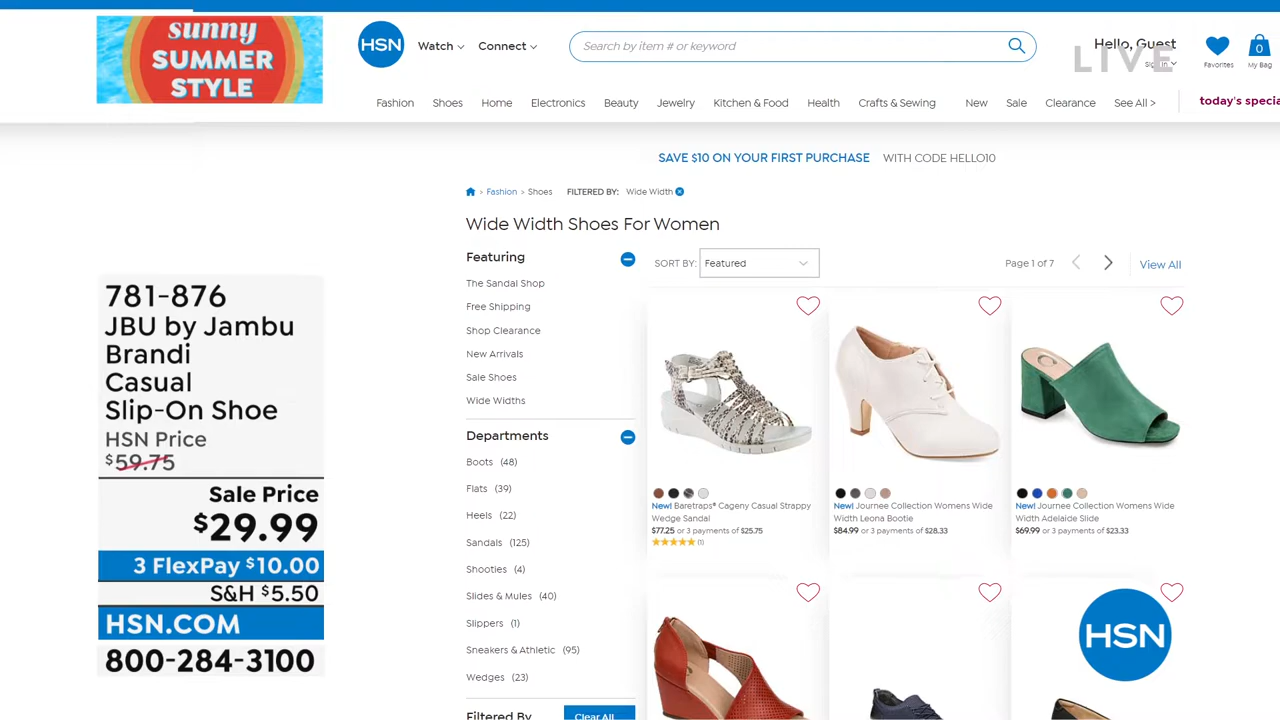 sunny
SUMMER
STYLE
HSN
Watch
Connect
Search by item # or keyword
Hello, Guest
Sign In
LIVE
Favorites
0
My Bag
Fashion
Shoes
Home
Electronics
Beauty
Jewelry
Kitchen & Food
Health
Crafts & Sewing
New
Sale
Clearance
See All >
today's specia
SAVE $10 ON YOUR FIRST PURCHASE WITH CODE HELLO10
> Fashion > Shoes FILTERED BY: Wide Width
Wide Width Shoes For Women
781-876
JBU by Jambu
Brandi
Casual
Slip-On Shoe
HSN Price
$59.75
Sale Price
$29.99
3 FlexPay $10.00
S&H $5.50
HSN.COM
800-284-3100
Featuring
The Sandal Shop
Free Shipping
Shop Clearance
New Arrivals
Sale Shoes
Wide Widths
Departments
Boots (48)
Flats (39)
Heels (22)
Sandals (125)
Shooties (4)
Slides & Mules (40)
Slippers (1)
Sneakers & Athletic (95)
Wedges (23)
Filtered By
Clear All
SORT BY: Featured
Page 1 of 7
View All
New! Baretraps® Cageny Casual Strappy
Wedge Sandal
$77.25 or 3 payments of $25.75
(1)
New! Journee Collection Womens Wide
Width Leona Bootie
$84.99 or 3 payments of $28.33
New! Journee Collection Womens Wide
Width Adelaide Slide
$69.99 or 3 payments of $23.33
HSN